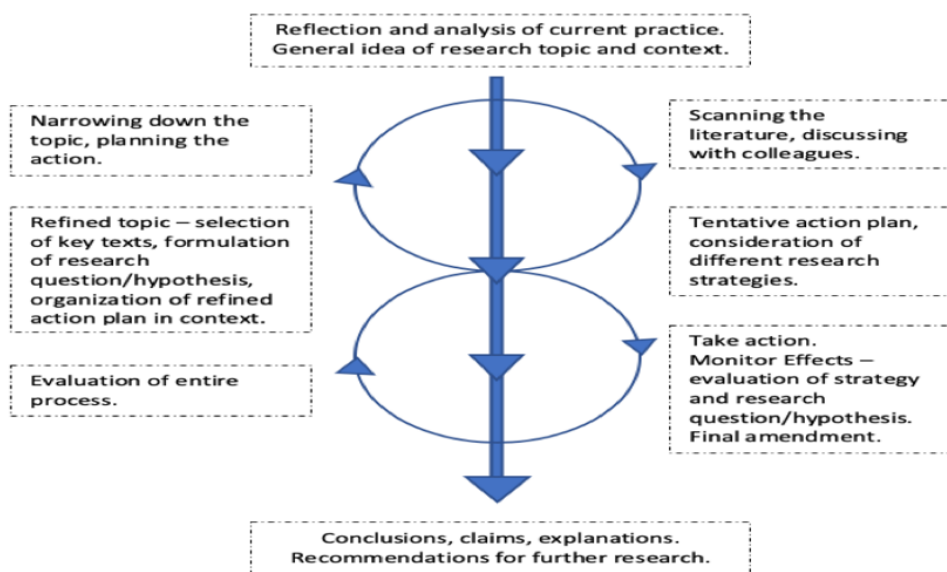 Reflection and analysis of current practice.
General idea of research topic and context.
Narrowing down the
topic, planning the
action.
Scanning the
literature, discussing
with colleagues.
Refined topic – selection
of key texts, formulation
of research
question/hypothesis,
organization of refined
action plan in context.
Tentative action plan,
consideration of
different research
strategies.
Evaluation of entire
process.
Take action.
Monitor Effects –
evaluation of strategy
and research
question/hypothesis.
Final amendment.
Conclusions, claims, explanations.
Recommendations for further research.